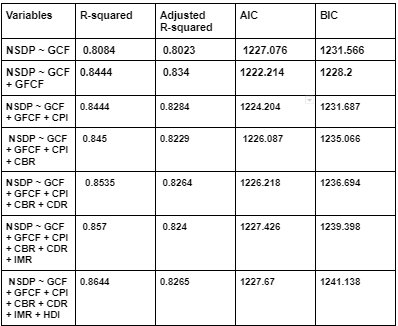 Variables R-squared Adjusted R-squared AIC BIC
NSDP ~ GCF 0.8084 0.8023 1227.076 1231.566
NSDP ~ GCF 0.8444 0.834 1222.214 1228.2
+ GFCF
NSDP ~ GCF 0.8444 0.8284 1224.204 1231.687
+ GFCF + CPI
NSDP ~ GCF 0.845 0.8229 1226.087 1235.066
+ GFCF + CPI
+ CBR
NSDP ~ GCF 0.8535 0.8264 1226.218 1236.694
+ GFCF + CPI
+ CBR + CDR
NSDP ~ GCF 0.857 0.824 1227.426 1239.398
+ GFCF + CPI
+ CBR + CDR
+ IMR
NSDP ~ GCF 0.8644 0.8265 1227.67 1241.138
+ GFCF + CPI
+ CBR + CDR
+ IMR + HDI